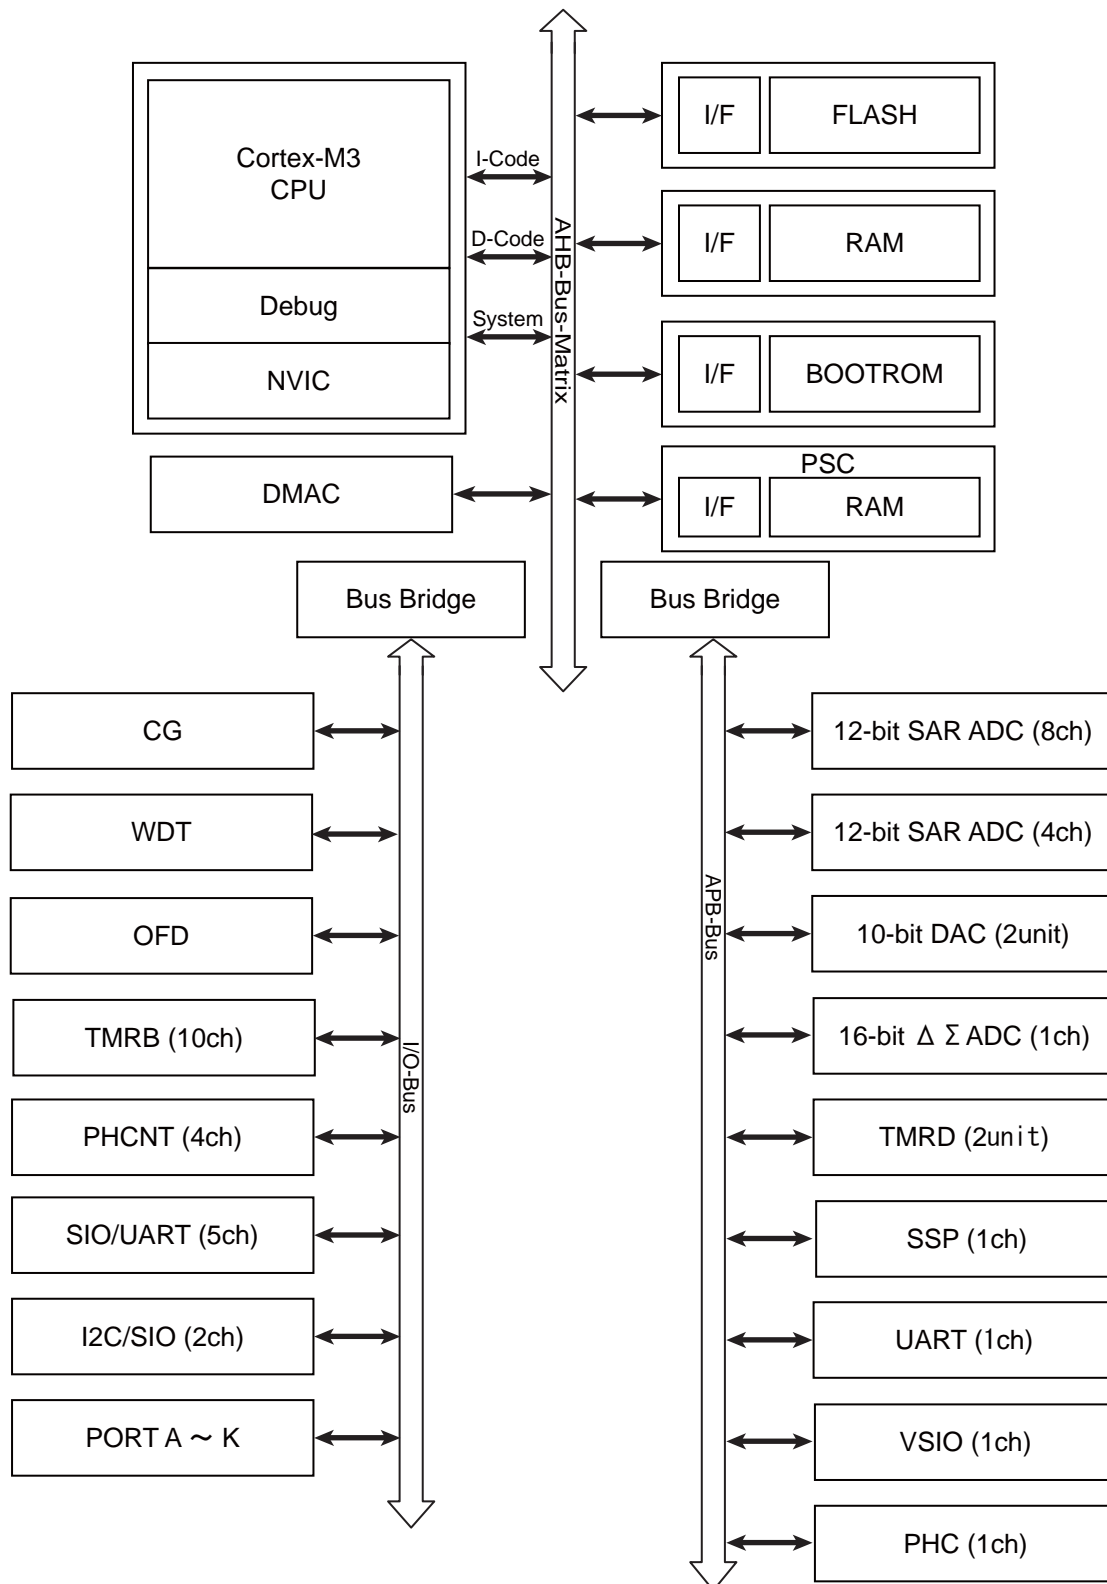 Cortex-M3
CPU
Debug
NVIC
DMAC
I-Code
D-Code
System
AHB-Bus-Matrix
I/F
FLASH
I/F
RAM
I/F
BOOTROM
PSC
I/F
RAM
Bus Bridge
Bus Bridge
CG
WDT
OFD
TMRB (10ch)
PHCNT (4ch)
SIO/UART (5ch)
I2C/SIO (2ch)
PORT A ～ K
I/O-Bus
APB-Bus
12-bit SAR ADC (8ch)
12-bit SAR ADC (4ch)
10-bit DAC (2unit)
16-bit Δ Σ ADC (1ch)
TMRD (2unit)
SSP (1ch)
UART (1ch)
VSIO (1ch)
PHC (1ch)